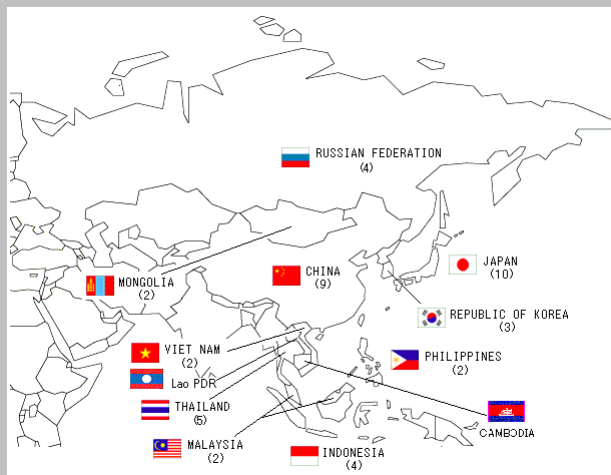 RUSSIAN FEDERATION
(4)
JAPAN
(10)
CHINA
(9)
MONGOLIA
(2)
REPUBLIC OF KOREA
(3)
VIET NAM
(2)
PHILIPPINES
(2)
Lao PDR
THAILAND
(5)
CAMBODIA
MALAYSIA
(2)
INDONESIA
(4)